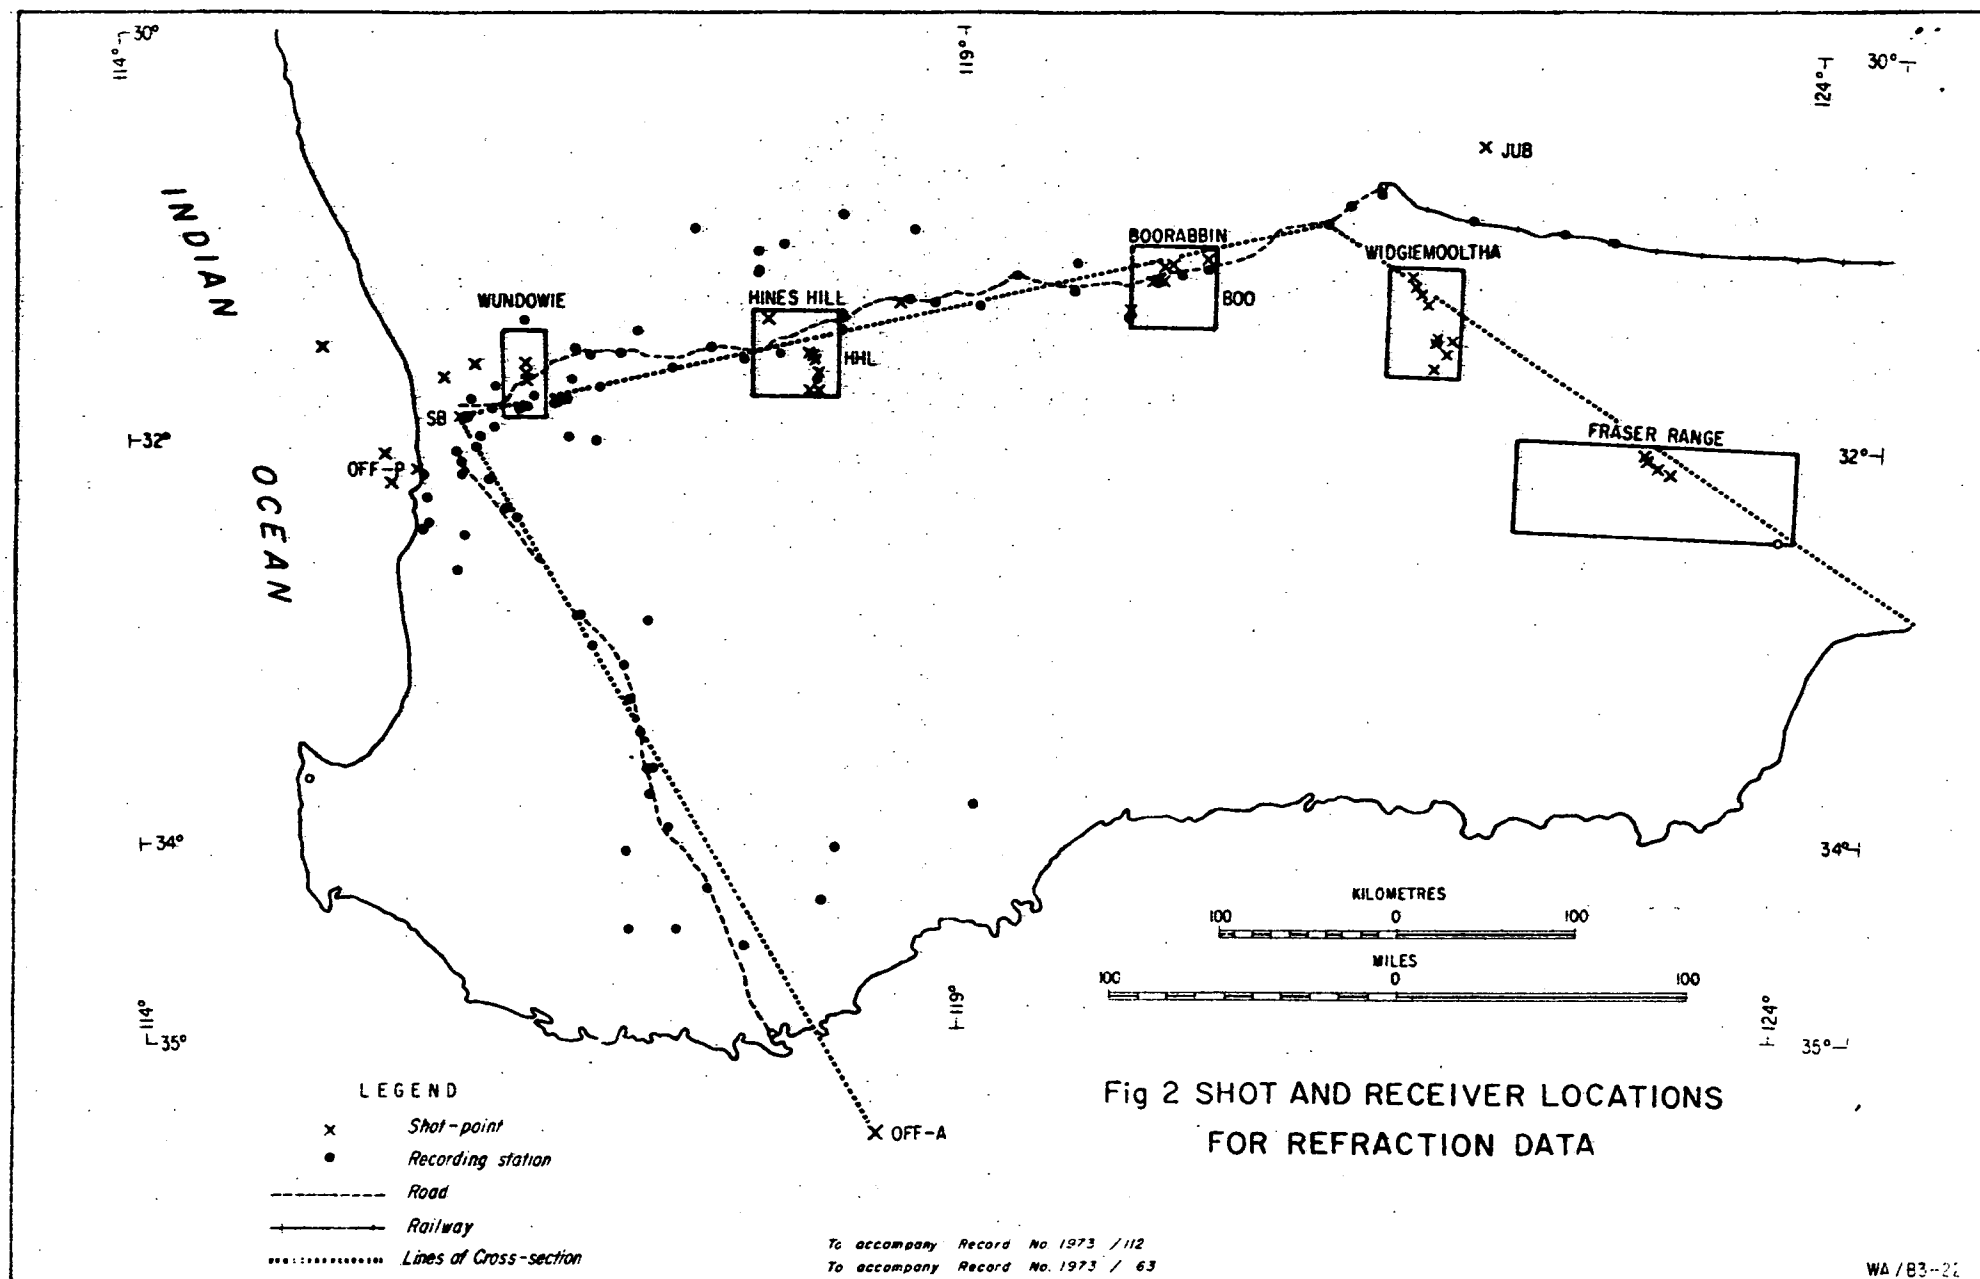 30°
114°
119°
124°
30°
JUB
INDIAN
OCEAN
BOORABBIN
WIDGIEMOOLTHA
WUNDOWIE
HINES HILL
BOO
HHL
SB
32°
FRASER RANGE
32°
OFF-P
34°
34°
KILOMETRES
100 0 100
MILES
100 0 100
114°
35°
119°
124°
35°
OFF-A
Fig 2 SHOT AND RECEIVER LOCATIONS
FOR REFRACTION DATA
LEGEND
Shot-point
Recording station
Road
Railway
Lines of Cross-section
To accompany Record No. 1973 / 112
To accompany Record No. 1973 / 63